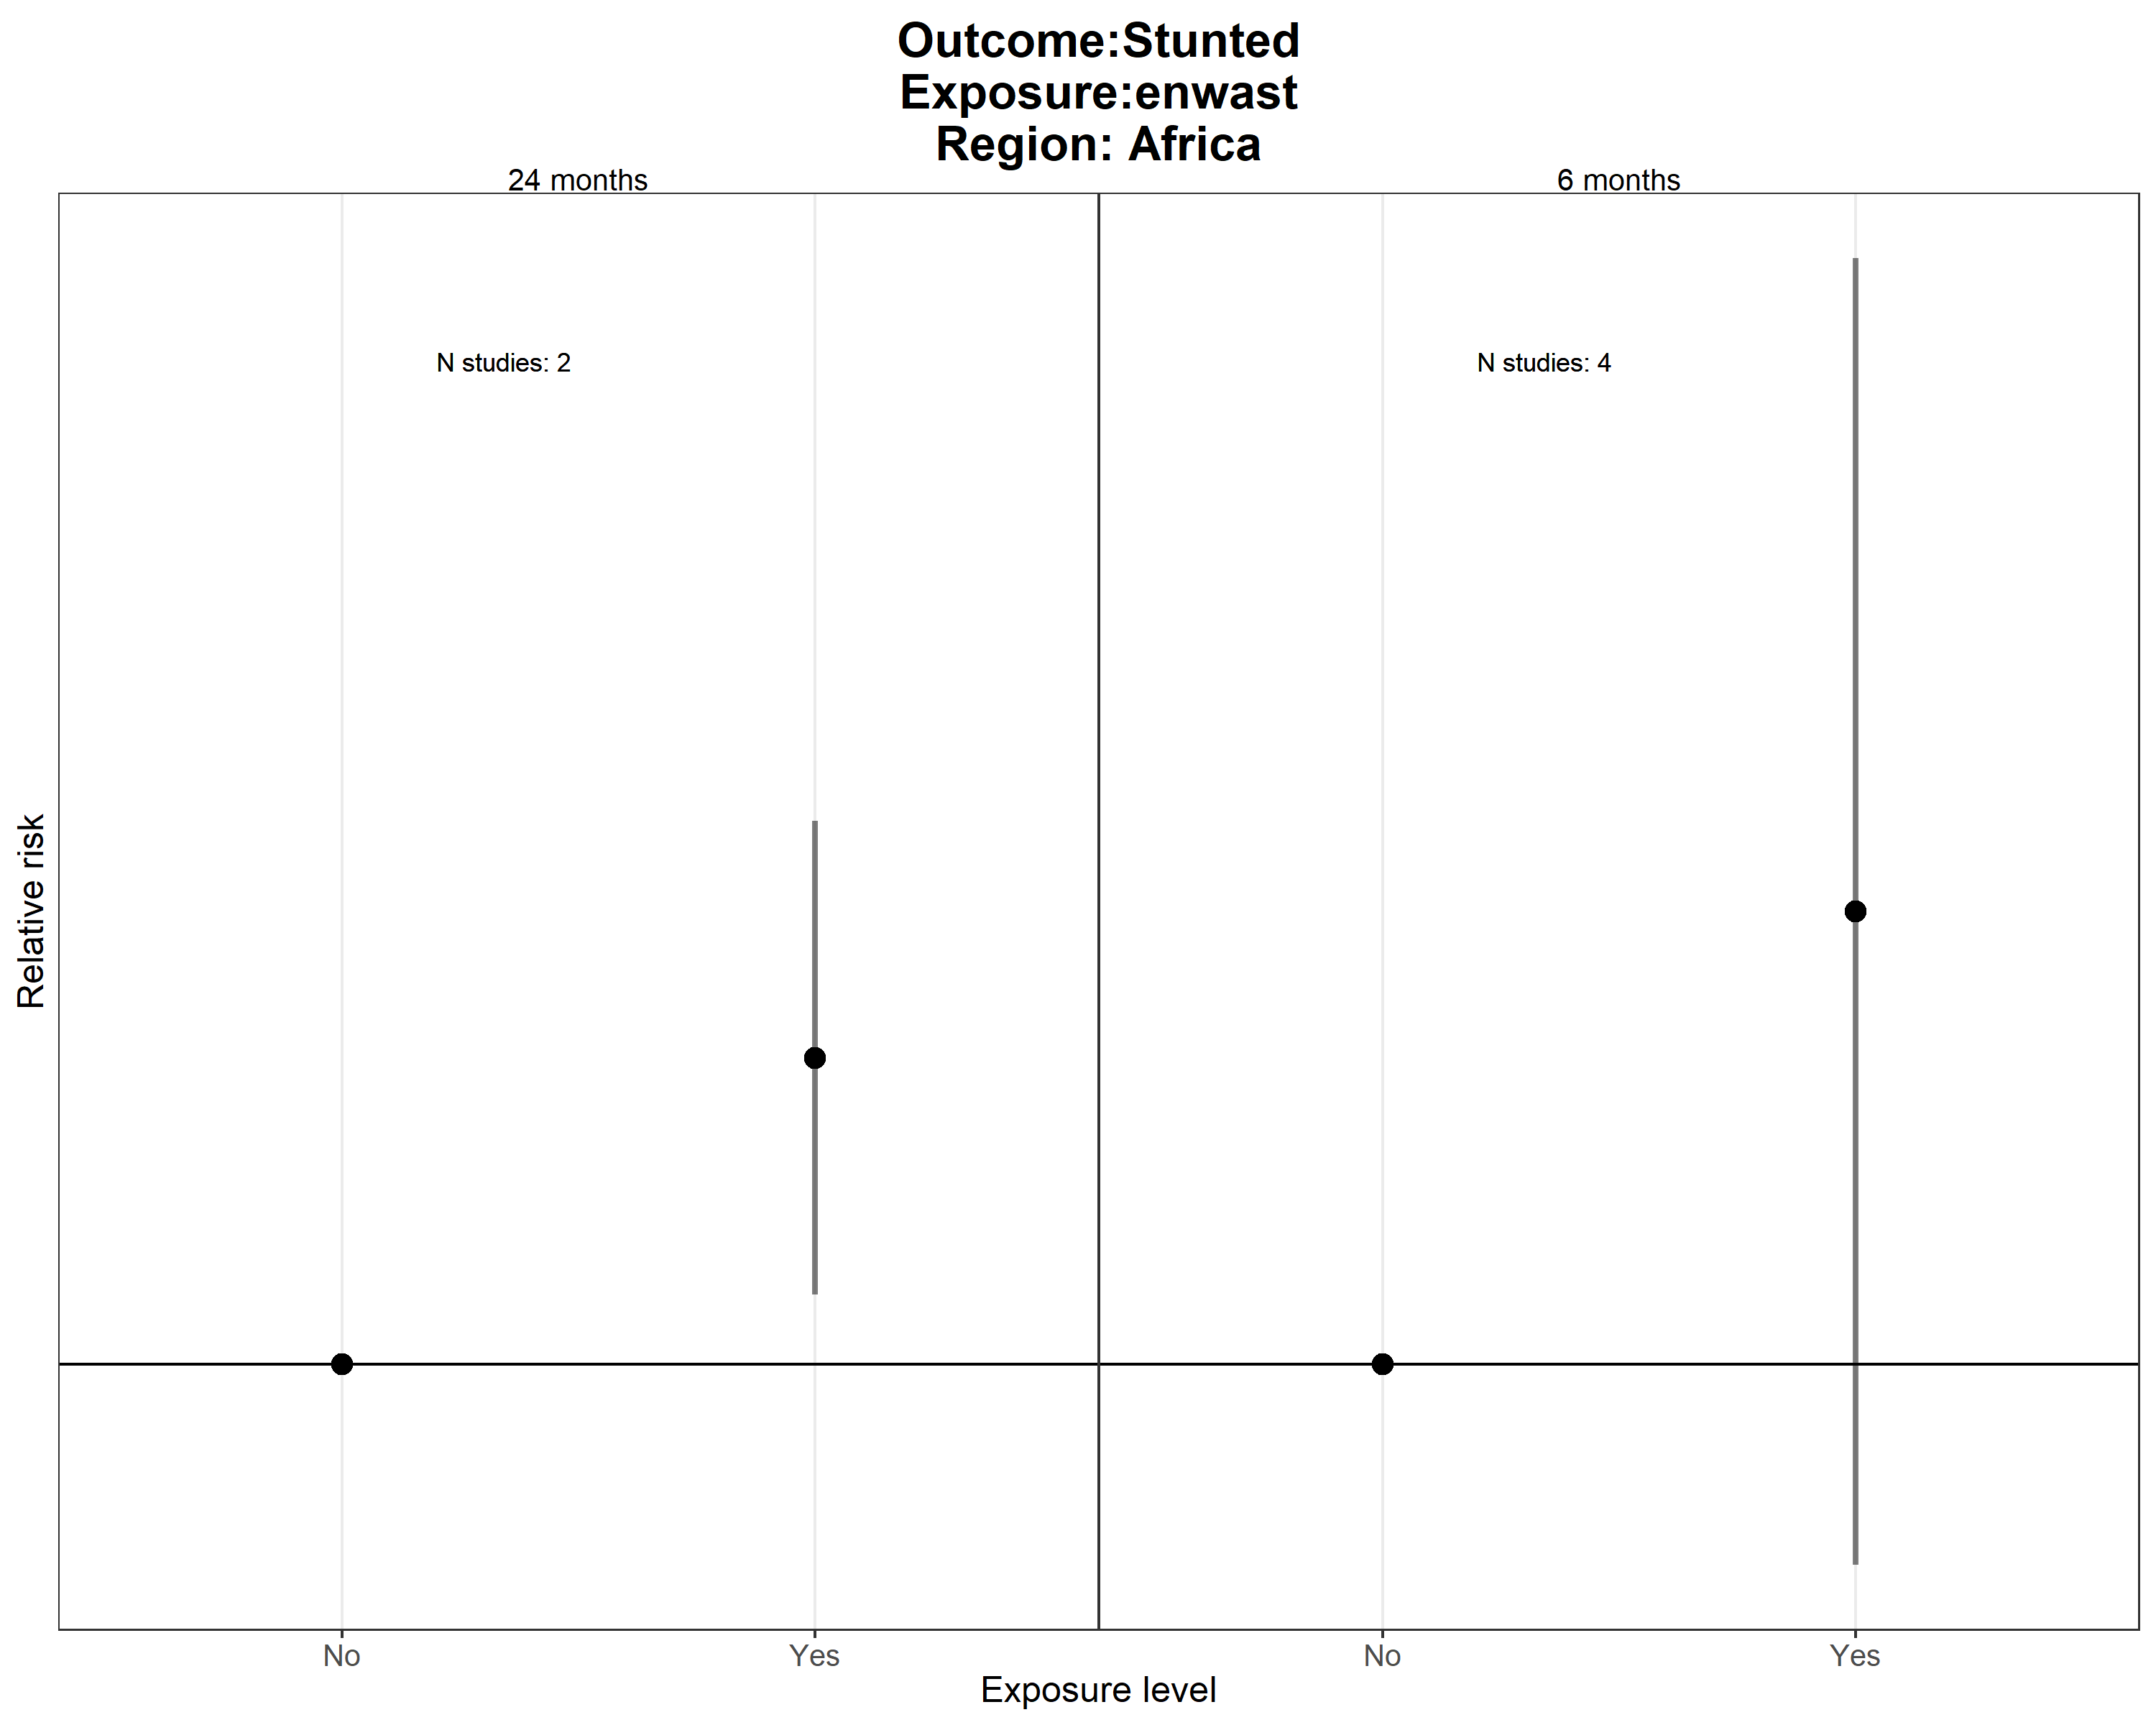 Outcome:Stunted
Exposure:enwast
Region: Africa
24 months
6 months
N studies: 2
N studies: 4
Relative risk
No
Yes
No
Yes
Exposure level